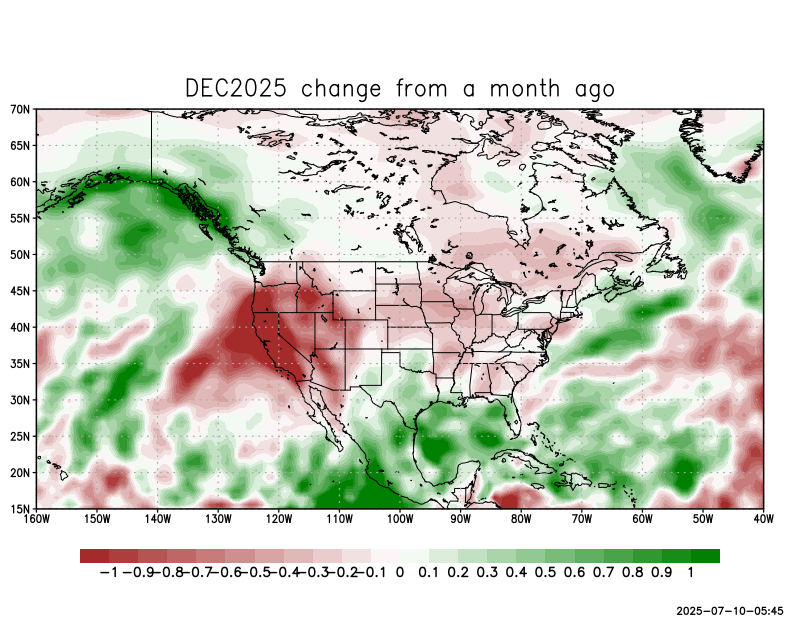 DEC2025 change from a month ago
70N
65N
60N
55N
50N
45N
40N
35N
30N
25N
20N
15N
160W 150W 140W 130W 120W 110W 100W 90W 80W 70W 60W 50W 40W
-1 -0.9 -0.8 -0.7 -0.6 -0.5 -0.4 -0.3 -0.2 -0.1 0 0.1 0.2 0.3 0.4 0.5 0.6 0.7 0.8 0.9 1
2025-07-10-05:45